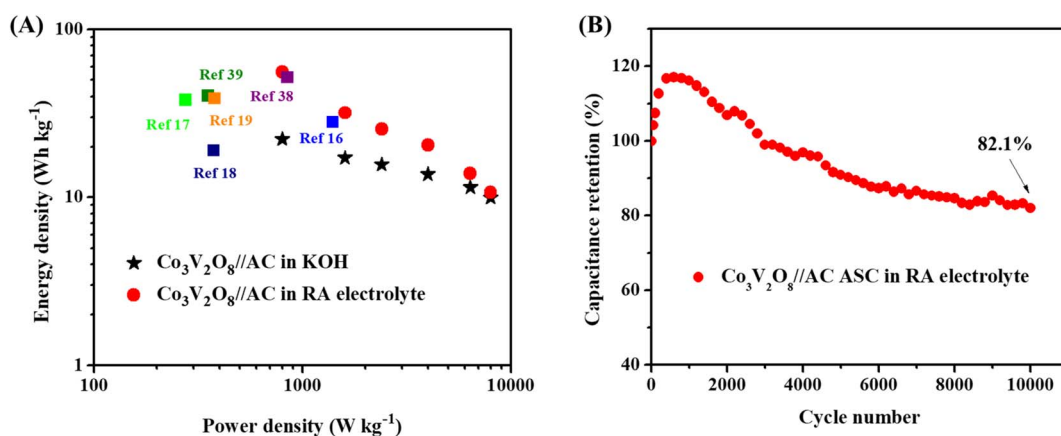 (A)
100
10
1
100
1000
10000
Energy density (Wh kg⁻¹)
Power density (W kg⁻¹)
Ref 39
Ref 38
Ref 17
Ref 19
Ref 16
Ref 18
Co₃V₂O₈//AC in KOH
Co₃V₂O₈//AC in RA electrolyte
(B)
120
100
80
60
40
0
2000
4000
6000
8000
10000
Capacitance retention (%)
Cycle number
82.1%
Co₃V₂O₈//AC ASC in RA electrolyte